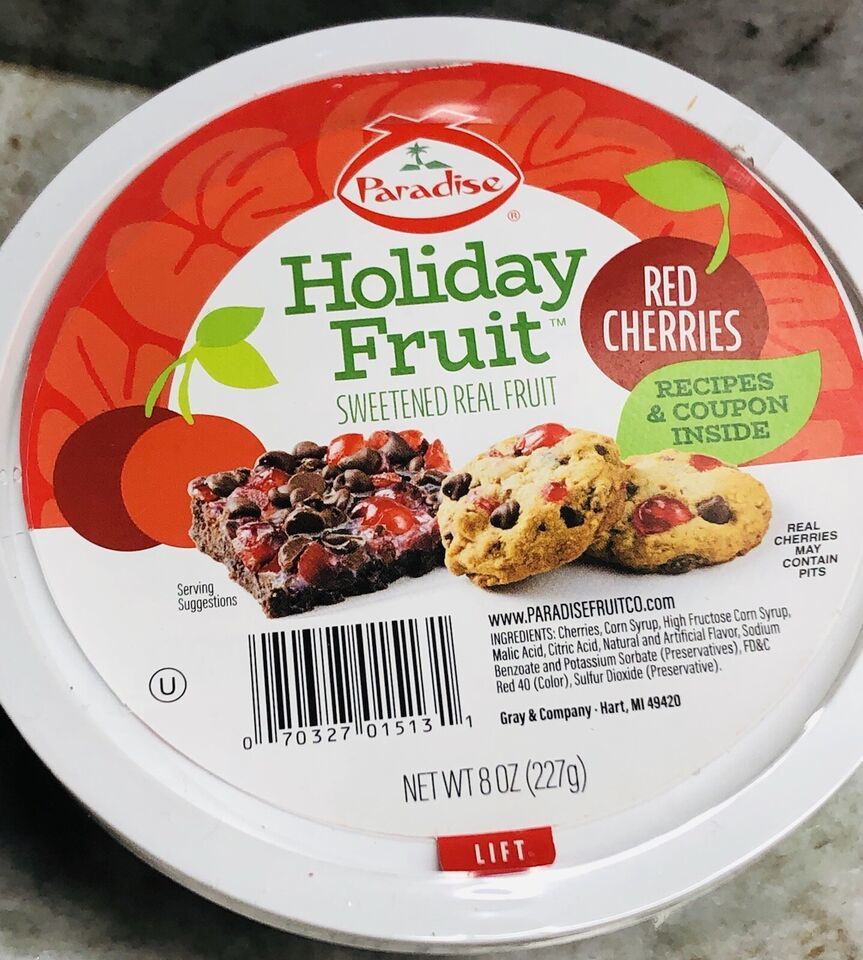 Paradise®
Holiday
Fruit™
SWEETENED REAL FRUIT
RED
CHERRIES
RECIPES
& COUPON
INSIDE
REAL
CHERRIES
MAY
CONTAIN
PITS
Serving
Suggestions
WWW.PARADISEFRUITCO.com
INGREDIENTS: Cherries, Corn Syrup, High Fructose Corn Syrup,
Malic Acid, Citric Acid, Natural and Artificial Flavor, Sodium
Benzoate and Potassium Sorbate (Preservatives), FD&C
Red 40 (Color), Sulfur Dioxide (Preservative).
Gray & Company · Hart, MI 49420
U
0 70327 01513 1
NET WT 8 OZ (227g)
LIFT